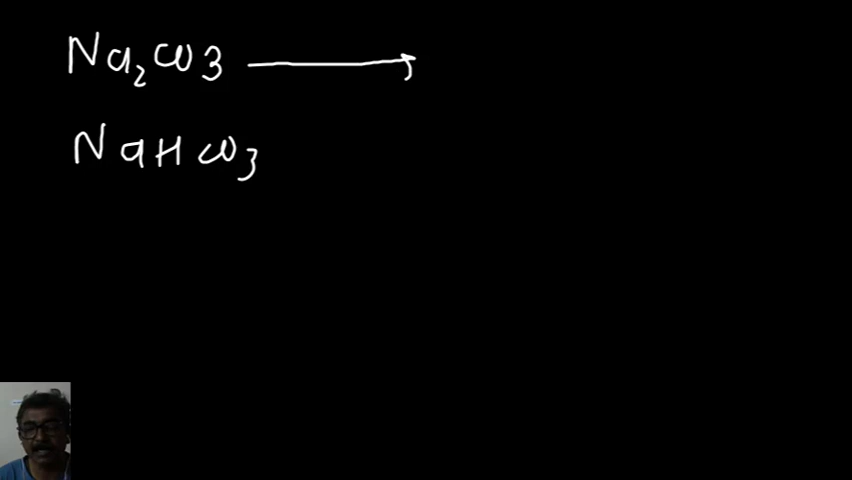 Na₂CO3 →
NaHCO₃